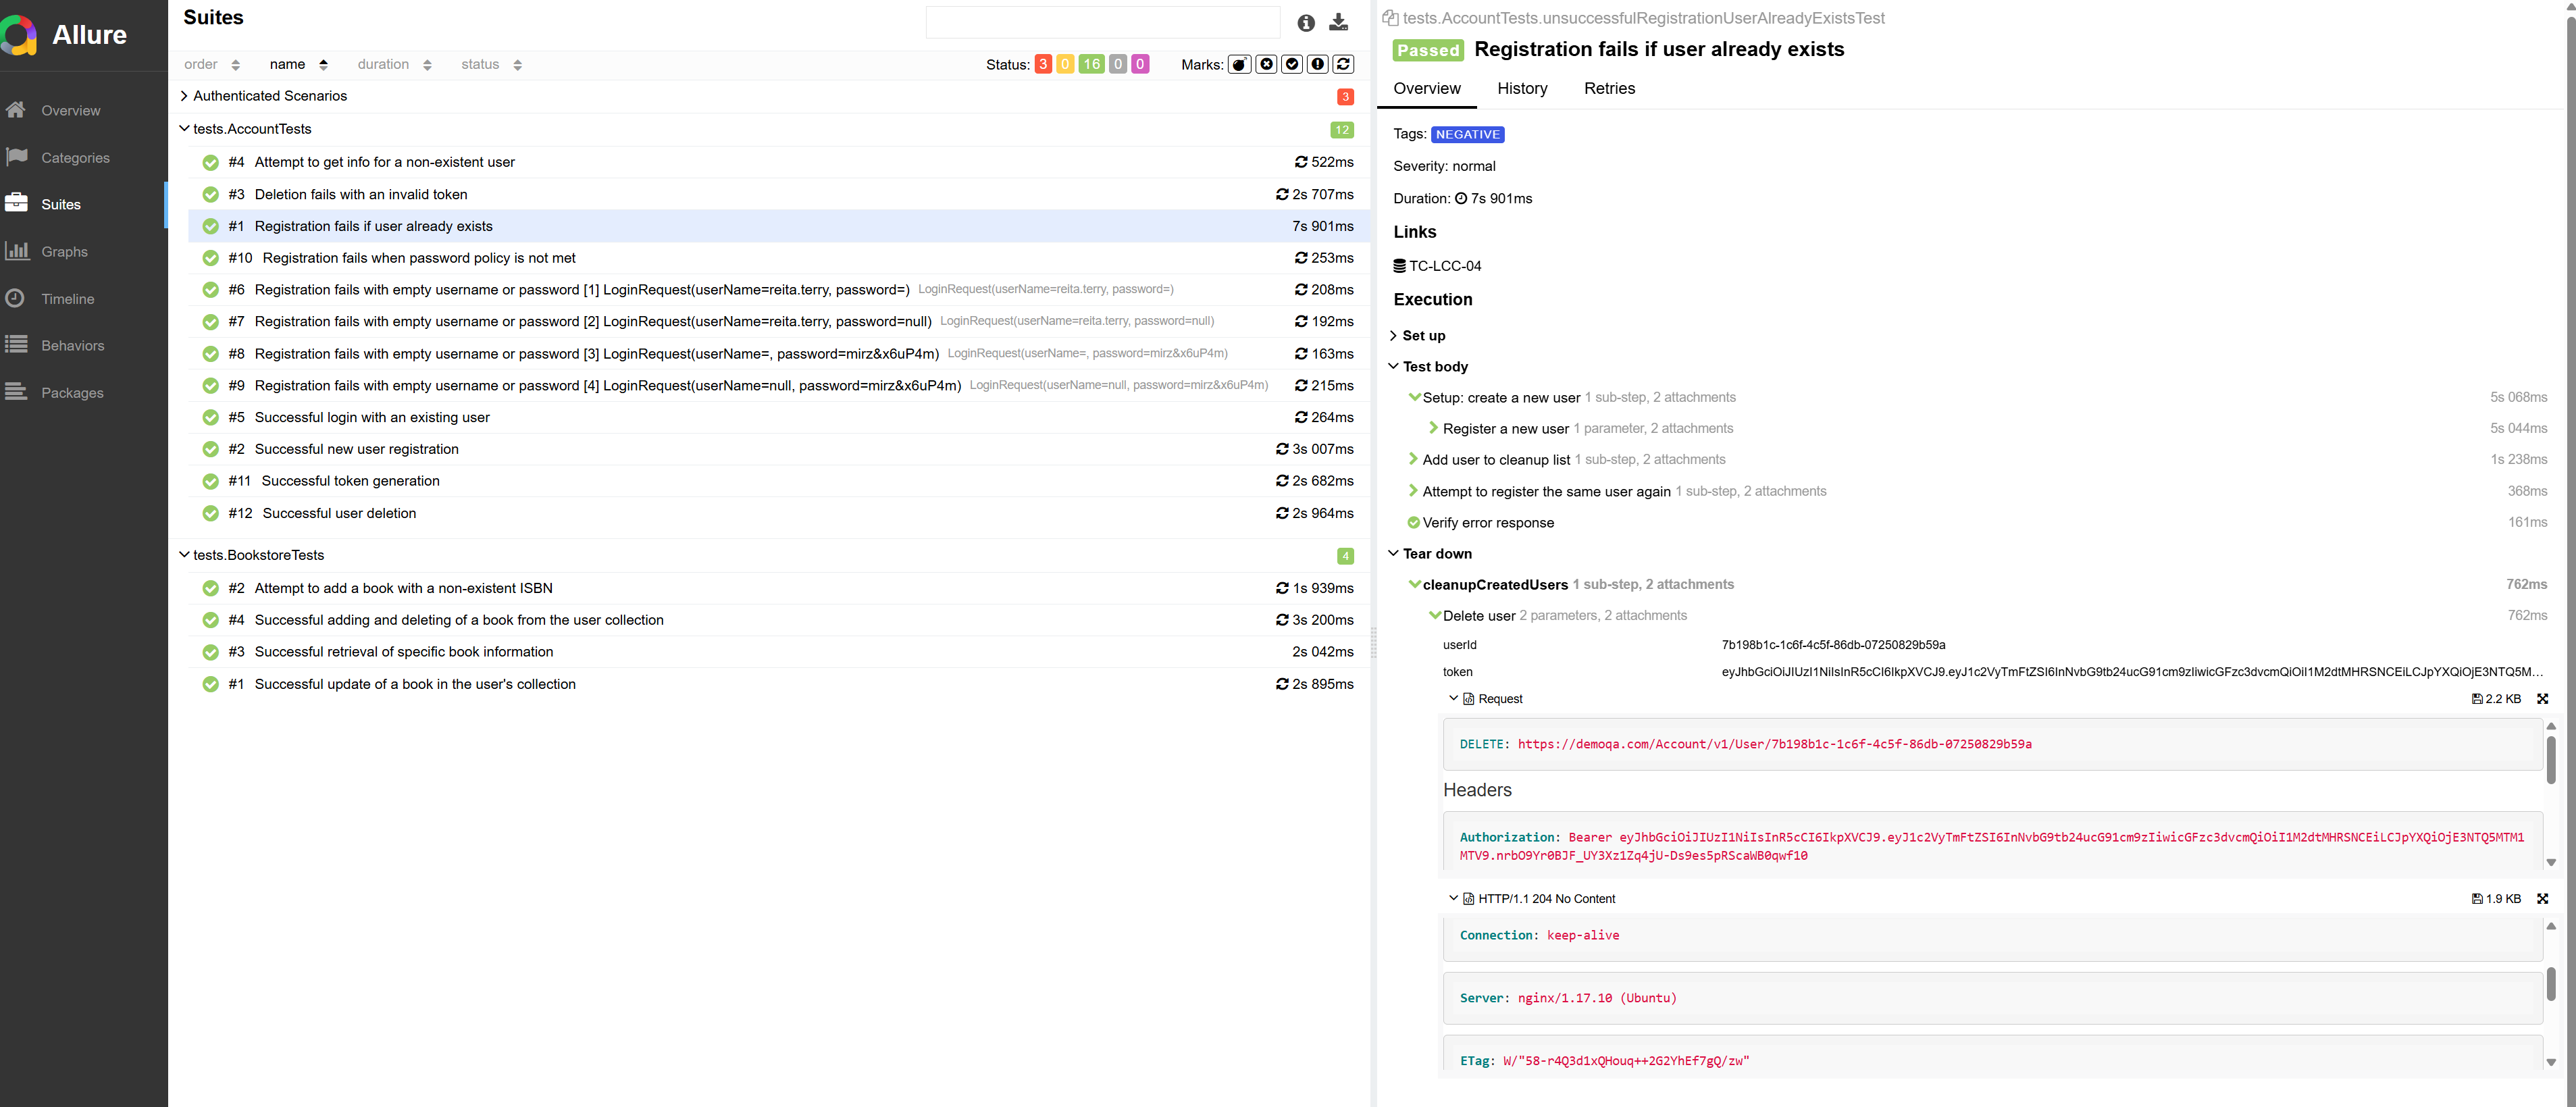 Allure
Overview
Categories
Suites
Graphs
Timeline
Behaviors
Packages
Suites
order name duration status
Status: 3 0 16 0 0 Marks:
Authenticated Scenarios 3
tests.AccountTests 12
#4 Attempt to get info for a non-existent user 522ms
#3 Deletion fails with an invalid token 2s 707ms
#1 Registration fails if user already exists 7s 901ms
#10 Registration fails when password policy is not met 253ms
#6 Registration fails with empty username or password [1] LoginRequest(userName=reita.terry, password=) LoginRequest(userName=reita.terry, password=) 208ms
#7 Registration fails with empty username or password [2] LoginRequest(userName=reita.terry, password=null) LoginRequest(userName=reita.terry, password=null) 192ms
#8 Registration fails with empty username or password [3] LoginRequest(userName=, password=mirz&x6uP4m) LoginRequest(userName=, password=mirz&x6uP4m) 163ms
#9 Registration fails with empty username or password [4] LoginRequest(userName=null, password=mirz&x6uP4m) LoginRequest(userName=null, password=mirz&x6uP4m) 215ms
#5 Successful login with an existing user 264ms
#2 Successful new user registration 3s 007ms
#11 Successful token generation 2s 682ms
#12 Successful user deletion 2s 964ms
tests.BookstoreTests 4
#2 Attempt to add a book with a non-existent ISBN 1s 939ms
#4 Successful adding and deleting of a book from the user collection 3s 200ms
#3 Successful retrieval of specific book information 2s 042ms
#1 Successful update of a book in the user's collection 2s 895ms
tests.AccountTests.unsuccessfulRegistrationUserAlreadyExistsTest
Passed Registration fails if user already exists
Overview History Retries
Tags: NEGATIVE
Severity: normal
Duration: 7s 901ms
Links
TC-LCC-04
Execution
Set up
Test body
Setup: create a new user 1 sub-step, 2 attachments 5s 068ms
Register a new user 1 parameter, 2 attachments 5s 044ms
Add user to cleanup list 1 sub-step, 2 attachments 1s 238ms
Attempt to register the same user again 1 sub-step, 2 attachments 368ms
Verify error response 161ms
Tear down
cleanupCreatedUsers 1 sub-step, 2 attachments 762ms
Delete user 2 parameters, 2 attachments 762ms
userId 7b198b1c-1c6f-4c5f-86db-07250829b59a
token eyJhbGciOiJIUzI1NiIsInR5cCI6IkpXVCJ9.eyJ1c2VyTmFtZSI6InNvbG9tb24ucG91cm9zIiwicGFzc3dvcmQiOiI1M2dtMHRSNCEiLCJpYXQiOjE3NTQ5M...
Request 2.2 KB
DELETE: https://demoqa.com/Account/v1/User/7b198b1c-1c6f-4c5f-86db-07250829b59a
Headers
Authorization: Bearer eyJhbGciOiJIUzI1NiIsInR5cCI6IkpXVCJ9.eyJ1c2VyTmFtZSI6InNvbG9tb24ucG91cm9zIiwicGFzc3dvcmQiOiI1M2dtMHRSNCEiLCJpYXQiOjE3NTQ5MTM1
MTV9.nrbO9Yr0BJF_UY3Xz1Zq4jU-Ds9es5pRScaWB0qwf10
HTTP/1.1 204 No Content 1.9 KB
Connection: keep-alive
Server: nginx/1.17.10 (Ubuntu)
ETag: W/"58-r4Q3d1xQHouq++2G2YhEf7gQ/zw"